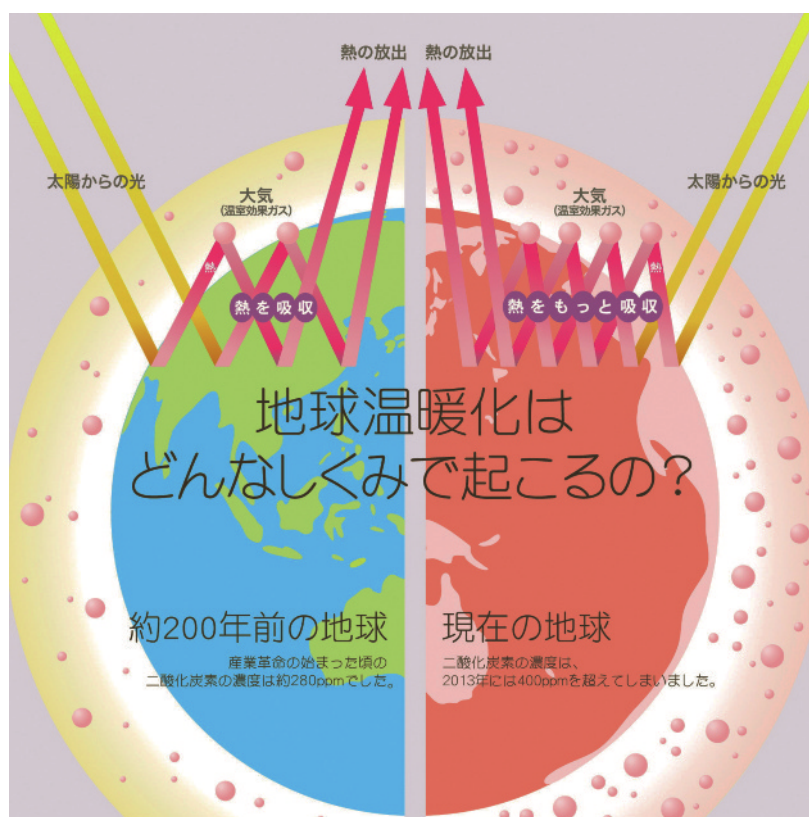 熱の放出
熱の放出
太陽からの光
大気
(温室効果ガス)
大気
(温室効果ガス)
太陽からの光
熱
熱
熱を吸収
熱をもっと吸収
地球温暖化は
どんなしくみで起こるの？
約200年前の地球
産業革命の始まった頃の
二酸化炭素の濃度は約280ppmでした。
現在の地球
二酸化炭素の濃度は、
2013年には400ppmを超えてしまいました。